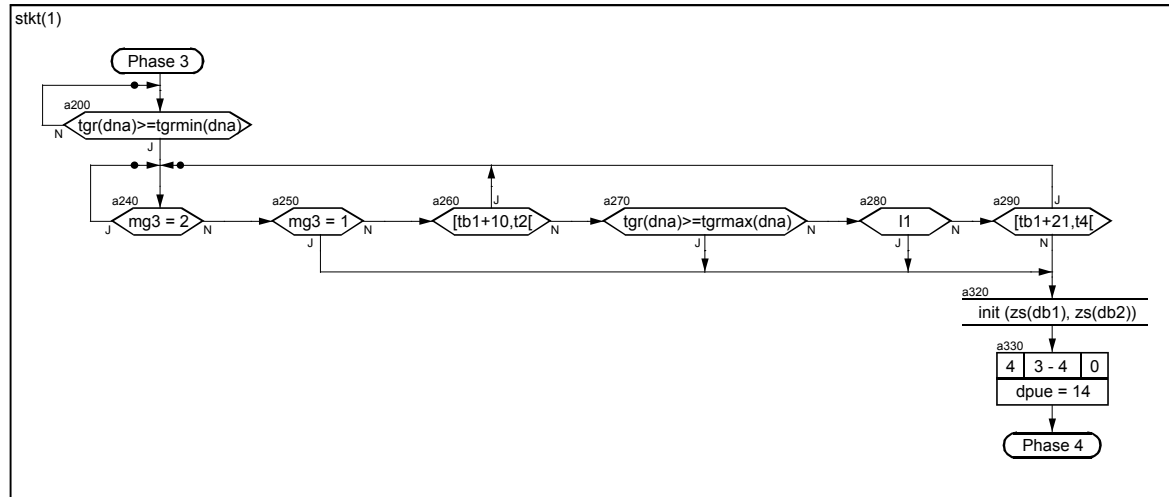 stkt(1)
Phase 3
a200
tgr(dna)>=tgrmin(dna)
N
J
a240
mg3 = 2
J
N
a250
mg3 = 1
N
J
a260
[tb1+10,t2[
J
N
a270
tgr(dna)>=tgrmax(dna)
N
J
a280
l1
N
J
a290
[tb1+21,t4[
J
N
a320
init (zs(db1), zs(db2))
a330
4 3 - 4 0
dpue = 14
Phase 4